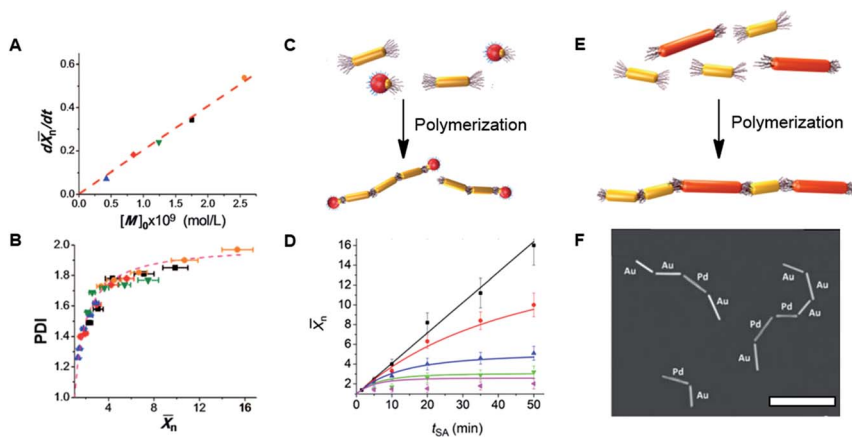 A
dX̄n/dt
0.6
0.4
0.2
0.0
0.0 0.5 1.0 1.5 2.0 2.5
[M]₀x10⁹ (mol/L)
B
PDI
2.0
1.8
1.6
1.4
1.2
1.0
4 8 12 16
X̄n
C
Polymerization
D
X̄n
16
14
12
10
8
6
4
2
0 10 20 30 40 50
tSA (min)
E
Polymerization
F
Au
Au
Pd
Au
Au
Au
Pd
Pd
Au
Pd
Au